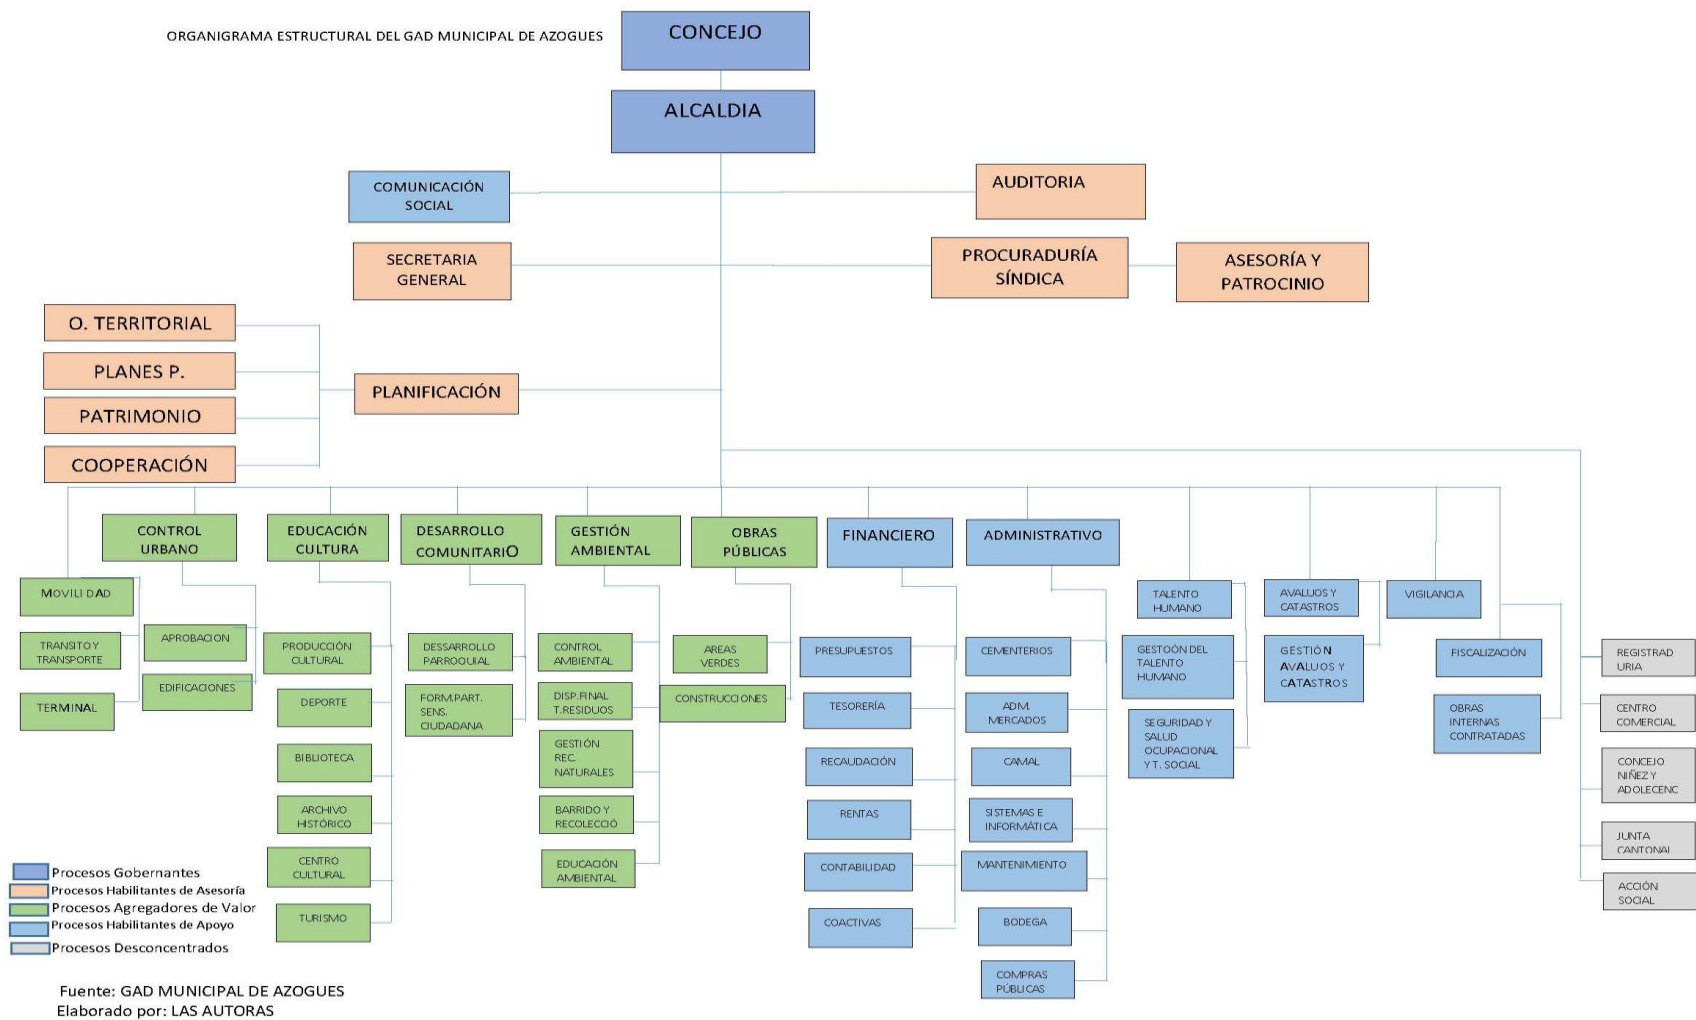 ORGANIGRAMA ESTRUCTURAL DEL GAD MUNICIPAL DE AZOGUES
CONCEJO
ALCALDIA
COMUNICACIÓN
SOCIAL
AUDITORIA
SECRETARIA
GENERAL
PROCURADURÍA
SÍNDICA
ASESORÍA Y
PATROCINIO
O. TERRITORIAL
PLANES P.
PATRIMONIO
COOPERACIÓN
PLANIFICACIÓN
CONTROL
URBANO
EDUCACIÓN
CULTURA
DESARROLLO
COMUNITARIO
GESTIÓN
AMBIENTAL
OBRAS
PÚBLICAS
FINANCIERO
ADMINISTRATIVO
MOVILI DAD
TRANSITO Y
TRANSPORTE
TERMINAL
APROBACION
EDIFICACIONES
PRODUCCIÓN
CULTURAL
DEPORTE
BIBLIOTECA
ARCHIVO
HISTÓRICO
CENTRO
CULTURAL
TURISMO
DESSARROLLO
PARROQUIAL
FORM.PART.
SENS.
CIUDADANA
CONTROL
AMBIENTAL
DISP.FINAL
T.RESIDUOS
GESTIÓN
REC.
NATURALES
BARRIDO Y
RECOLECCIÓ
EDUCACIÓN
AMBIENTAL
AREAS
VERDES
CONSTRUCCIONES
PRESUPUESTOS
TESORERÍA
RECAUDACIÓN
RENTAS
CONTABILIDAD
COACTIVAS
CEMENTERIOS
ADM.
MERCADOS
CAMAL
SISTEMAS E
INFORMÁTICA
MANTENIMIENTO
BODEGA
COMPRAS
PÚBLICAS
TALENTO
HUMANO
GESTOÓN DEL
TALENTO
HUMANO
SEGURIDAD Y
SALUD
OCUPACIONAL
Y T. SOCIAL
AVALUOS Y
CATASTROS
GESTIÓN
AVALUOS Y
CATASTROS
VIGILANCIA
FISCALIZACIÓN
OBRAS
INTERNAS
CONTRATADAS
REGISTRAD
URIA
CENTRO
COMERCIAL
CONCEJO
NIÑEZ Y
ADOLECENC
JUNTA
CANTONAL
ACCIÓN
SOCIAL
Procesos Gobernantes
Procesos Habilitantes de Asesoría
Procesos Agregadores de Valor
Procesos Habilitantes de Apoyo
Procesos Desconcentrados
Fuente: GAD MUNICIPAL DE AZOGUES
Elaborado por: LAS AUTORAS